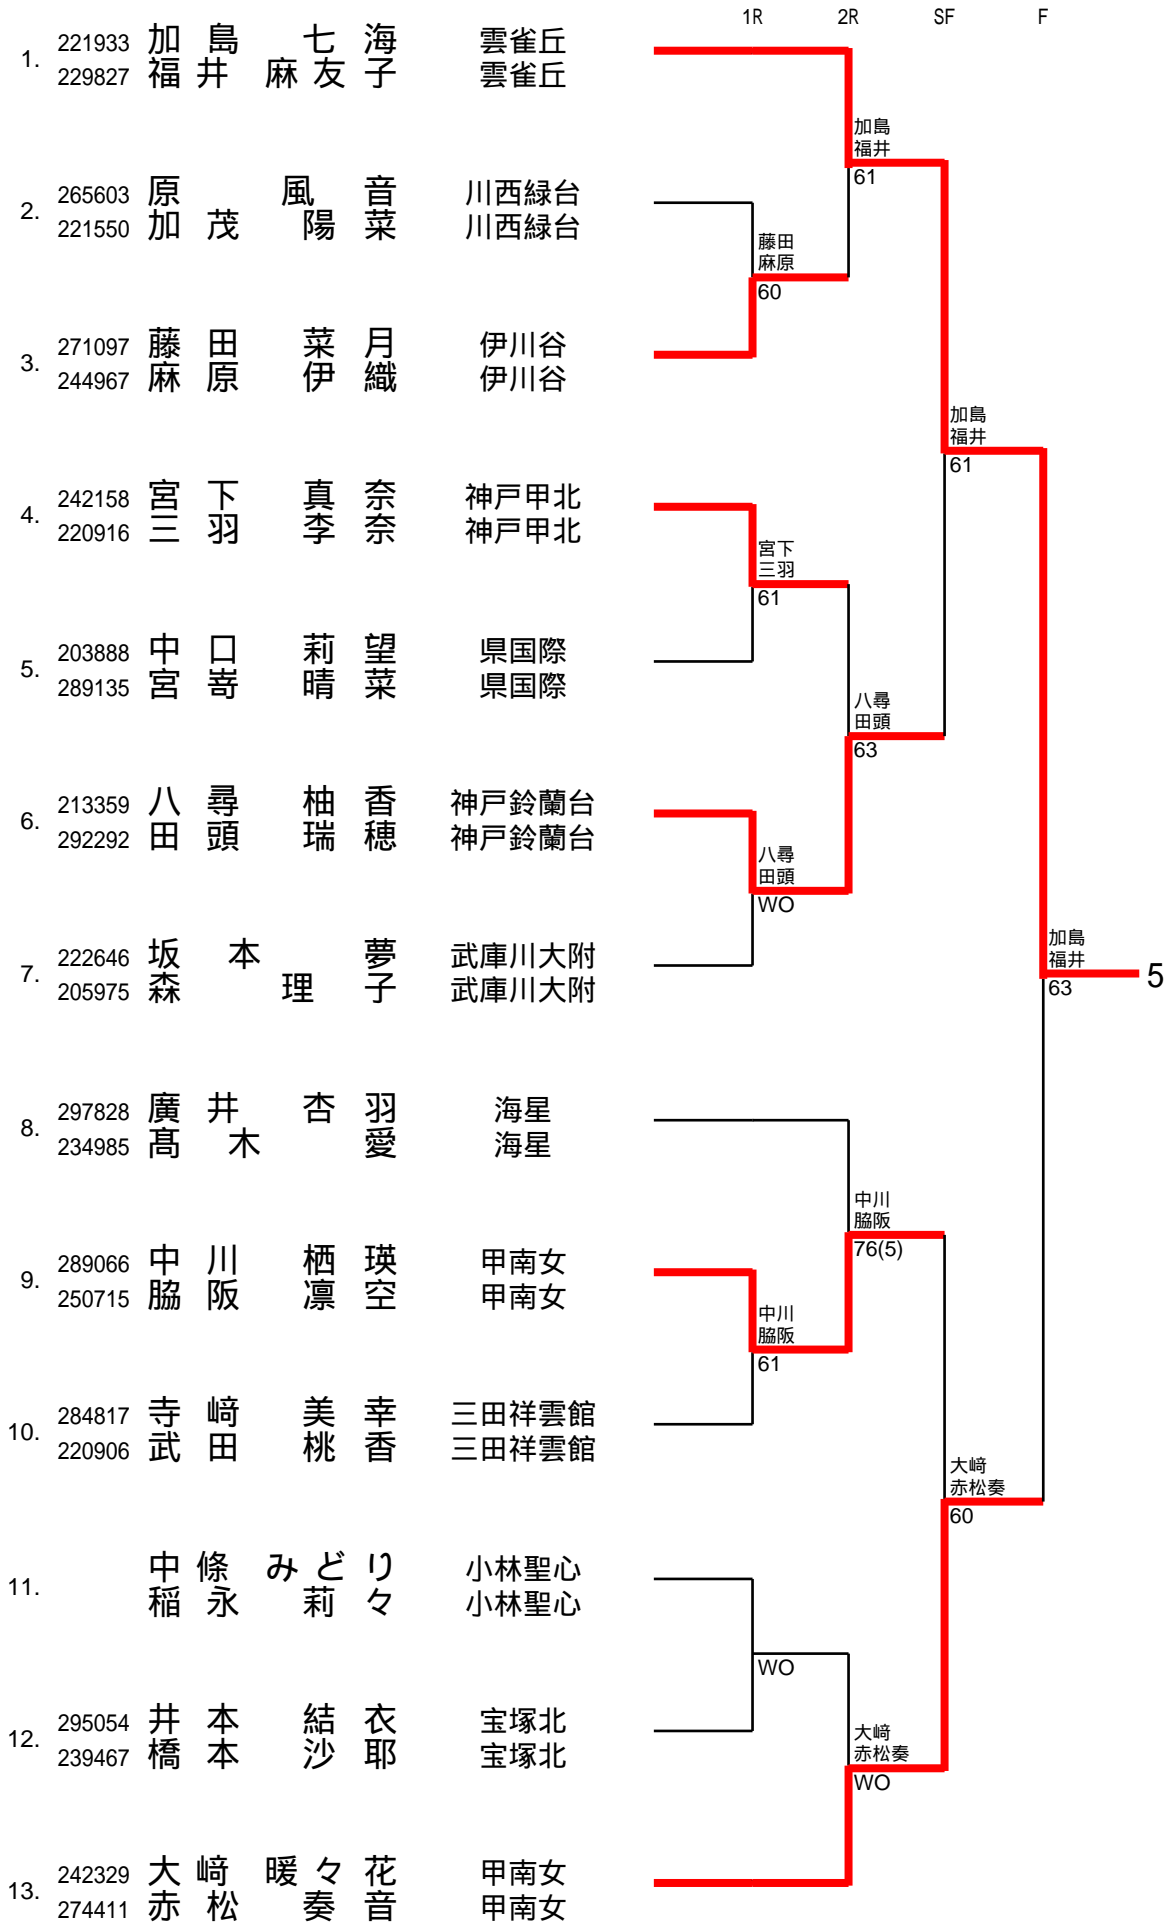 1R 2R SF F
1. 221933 加島 七海 雲雀丘
229827 福井 麻友子 雲雀丘
加島
福井
61
2. 265603 原 風音 川西緑台
221550 加茂 陽菜 川西緑台
藤田
麻原
60
3. 271097 藤田 菜月 伊川谷
244967 麻原 伊織 伊川谷
加島
福井
61
4. 242158 宮下 真奈 神戸甲北
220916 三羽 李奈 神戸甲北
宮下
三羽
61
5. 203888 中口 莉望 県国際
289135 宮嵜 晴菜 県国際
八尋
田頭
63
6. 213359 八尋 柚香 神戸鈴蘭台
292292 田頭 瑞穂 神戸鈴蘭台
八尋
田頭
WO
7. 222646 坂本 夢 武庫川大附
205975 森 理子 武庫川大附
加島
福井
63
5
8. 297828 廣井 杏羽 海星
234985 髙木 愛 海星
中川
脇阪
76(5)
9. 289066 中川 栖瑛 甲南女
250715 脇阪 凛空 甲南女
中川
脇阪
61
10. 284817 寺﨑 美幸 三田祥雲館
220906 武田 桃香 三田祥雲館
大﨑
赤松奏
60
11. 中條 みどり 小林聖心
稲永 莉々 小林聖心
WO
12. 295054 井本 結衣 宝塚北
239467 橋本 沙耶 宝塚北
大﨑
赤松奏
WO
13. 242329 大﨑 暖々花 甲南女
274411 赤松 奏音 甲南女